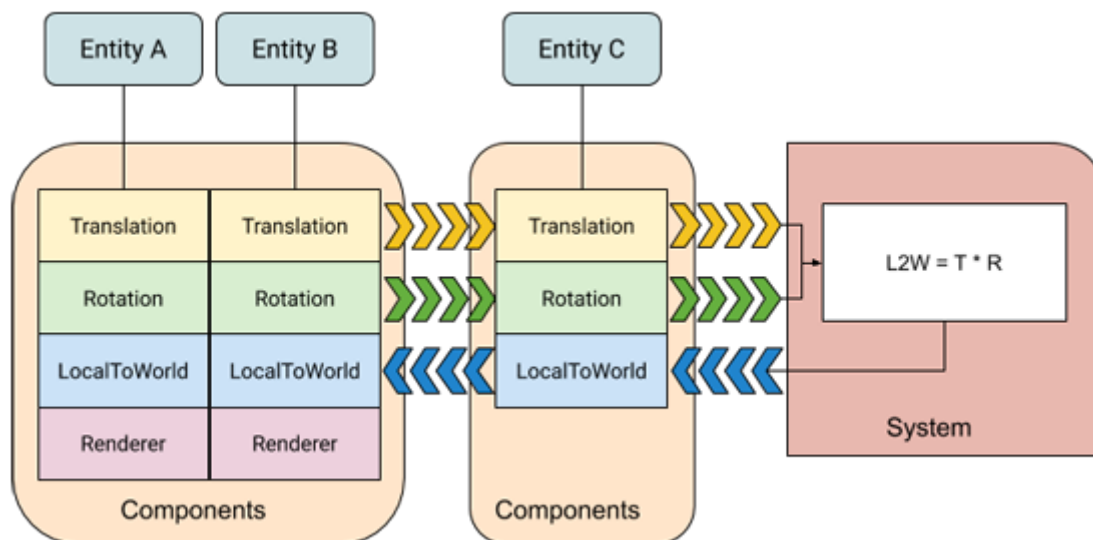 Entity A
Entity B
Entity C
Translation
Translation
Translation
L2W = T * R
Rotation
Rotation
Rotation
LocalToWorld
LocalToWorld
LocalToWorld
Renderer
Renderer
System
Components
Components